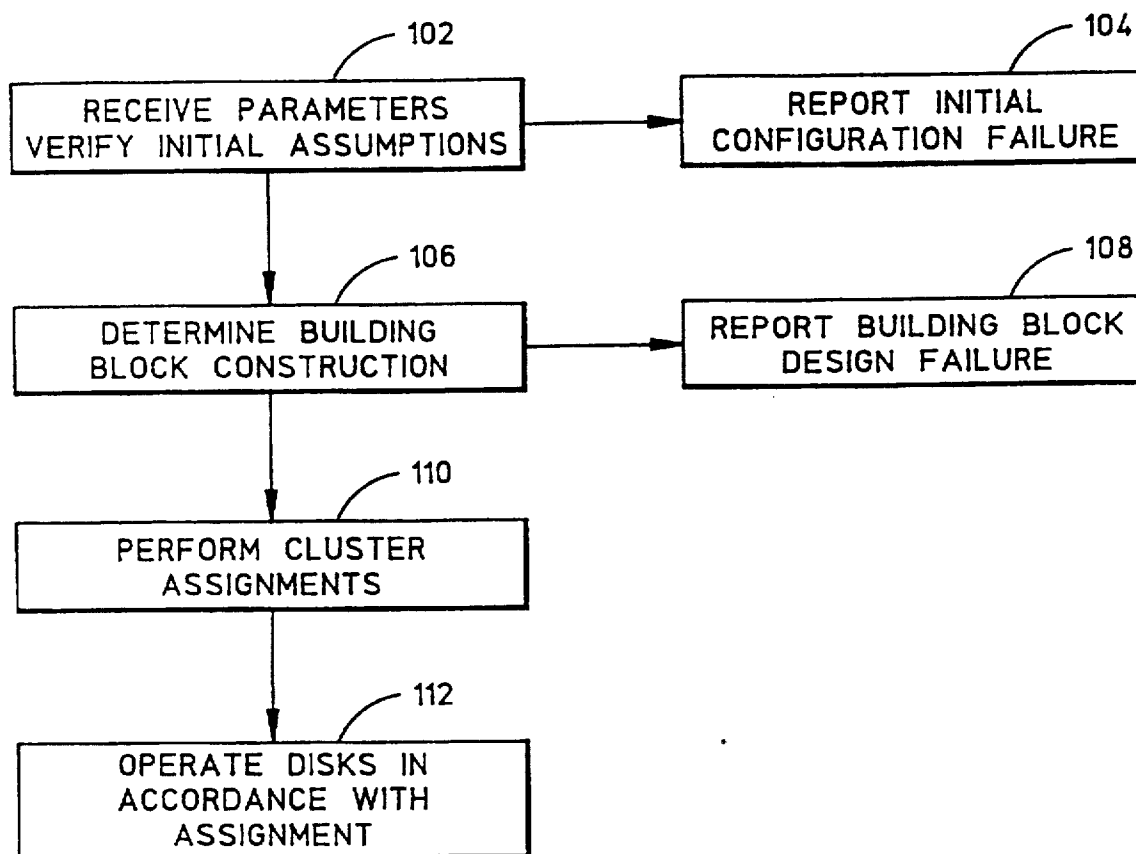 102
RECEIVE PARAMETERS
VERIFY INITIAL ASSUMPTIONS
104
REPORT INITIAL
CONFIGURATION FAILURE
106
DETERMINE BUILDING
BLOCK CONSTRUCTION
108
REPORT BUILDING BLOCK
DESIGN FAILURE
110
PERFORM CLUSTER
ASSIGNMENTS
112
OPERATE DISKS IN
ACCORDANCE WITH
ASSIGNMENT